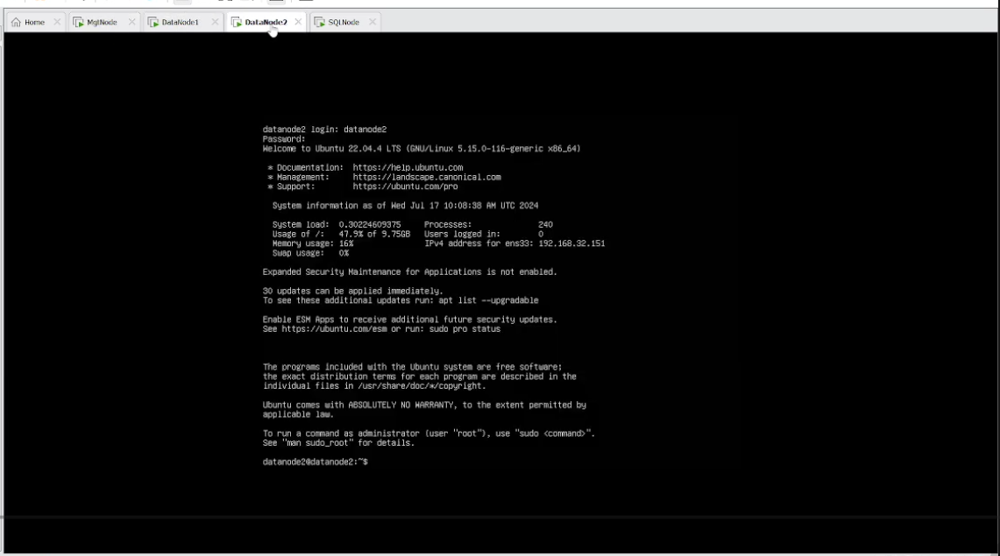 Home MgtNode DataNode1 DataNode2 SQLNode
datanode2 login: datanode2
Password:
Welcome to Ubuntu 22.04.4 LTS (GNU/Linux 5.15.0-116-generic x86_64)
* Documentation: https://help.ubuntu.com
* Management: https://landscape.canonical.com
* Support: https://ubuntu.com/pro
System information as of Wed Jul 17 10:08:38 AM UTC 2024
System load: 0.30224609375 Processes: 240
Usage of /: 47.9% of 9.75GB Users logged in: 0
Memory usage: 16% IPv4 address for ens33: 192.168.32.151
Swap usage: 0%
Expanded Security Maintenance for Applications is not enabled.
30 updates can be applied immediately.
To see these additional updates run: apt list --upgradable
Enable ESM Apps to receive additional future security updates.
See https://ubuntu.com/esm or run: sudo pro status
The programs included with the Ubuntu system are free software;
the exact distribution terms for each program are described in the
individual files in /usr/share/doc/*/copyright.
Ubuntu comes with ABSOLUTELY NO WARRANTY, to the extent permitted by
applicable law.
To run a command as administrator (user "root"), use "sudo <command>".
See "man sudo_root" for details.
datanode2@datanode2:~$